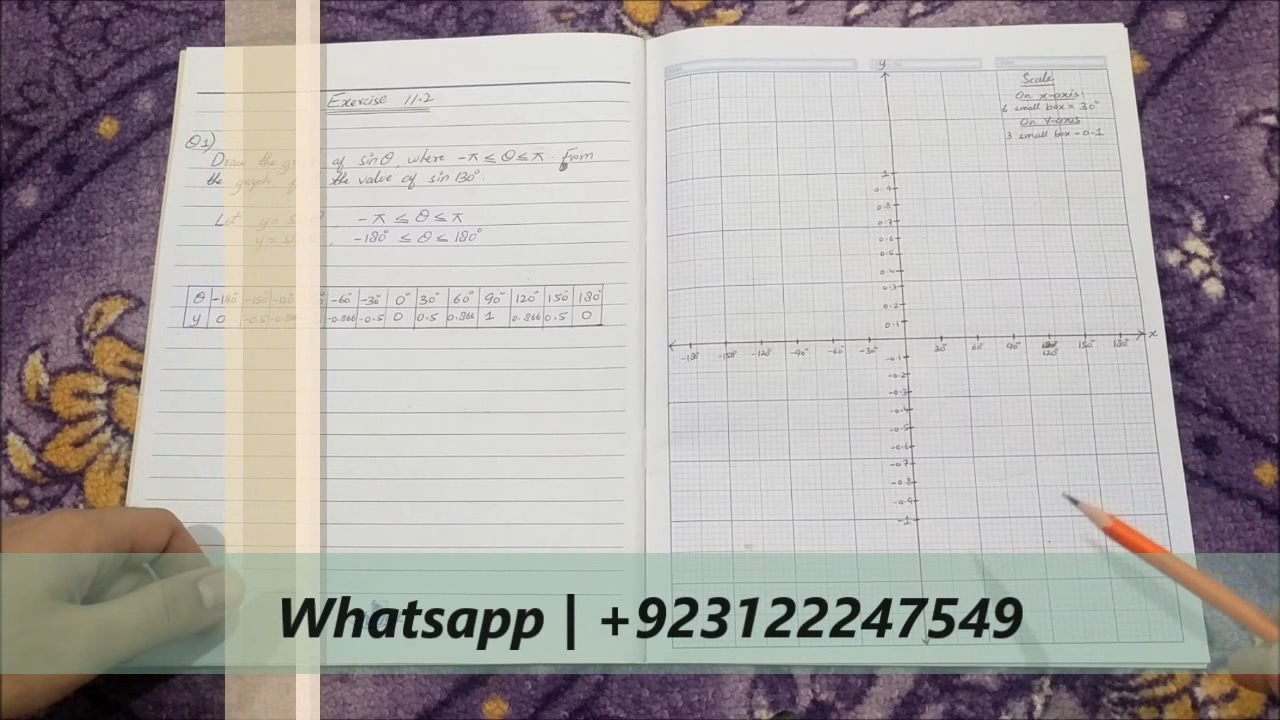 Exercise 11.2
Q1)
Draw the graph of sinθ, where -π ≤ θ ≤ π. From
the graph the value of sin 130°.
Let y = , -π ≤ θ ≤ π
y = , -180° ≤ θ ≤ 180°
θ -180° -150° -120° -60° -30° 0° 30° 60° 90° 120° 150° 180°
y 0 -0.5 -0.866 -0.5 0 0.5 0.866 1 0.866 0.5 0
y
Scale
On x-axis:
6 small box = 30°
On Y-axis
3 small box = 0.1
1
0.9
0.8
0.7
0.6
0.5
0.4
0.3
0.2
0.1
x
-180° -150° -120° -90° -60° -30° 30° 60° 90° 120° 150° 180°
-0.1
-0.2
-0.3
-0.4
-0.5
-0.6
-0.7
-0.8
-0.9
-1
Whatsapp | +923122247549